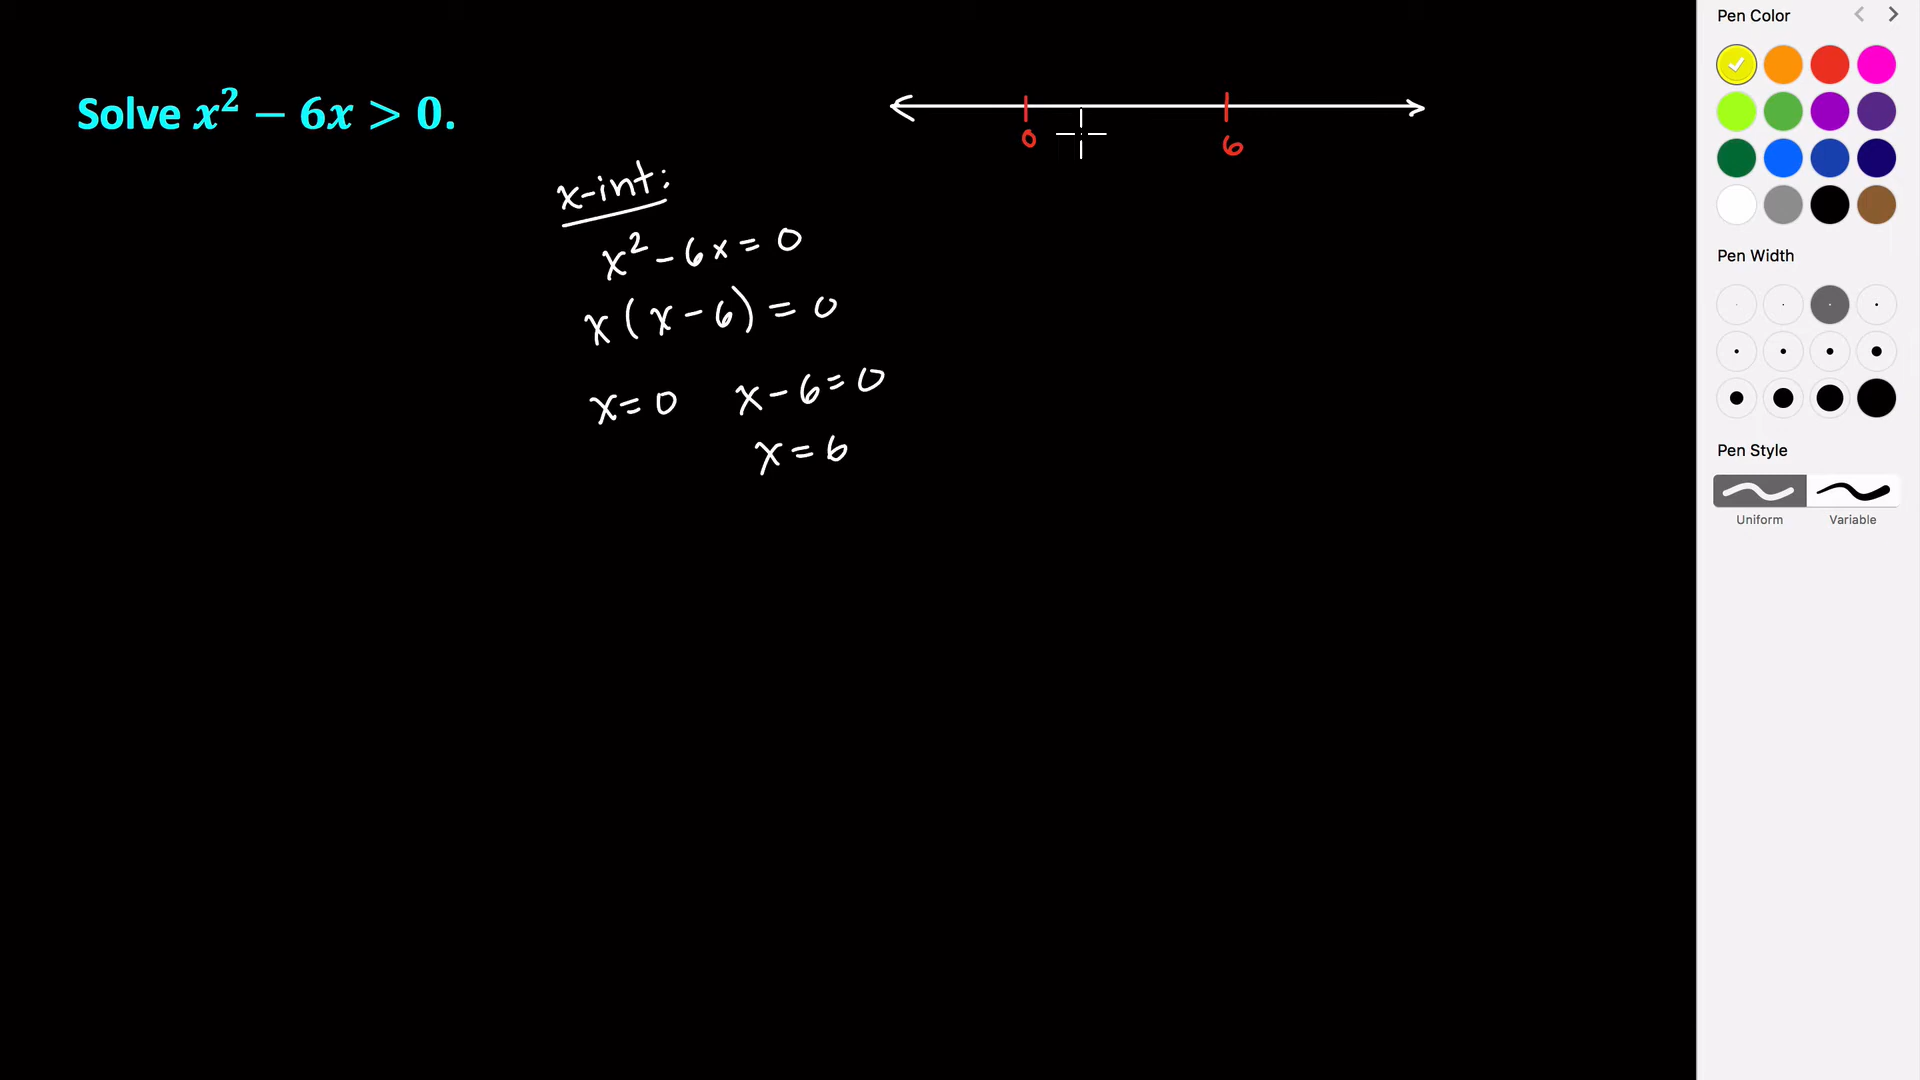 Solve x² − 6x > 0.
0 6
x-int:
x² - 6x = 0
x(x - 6) = 0
x = 0 x - 6 = 0
x = 6
Pen Color
Pen Width
Pen Style
Uniform Variable